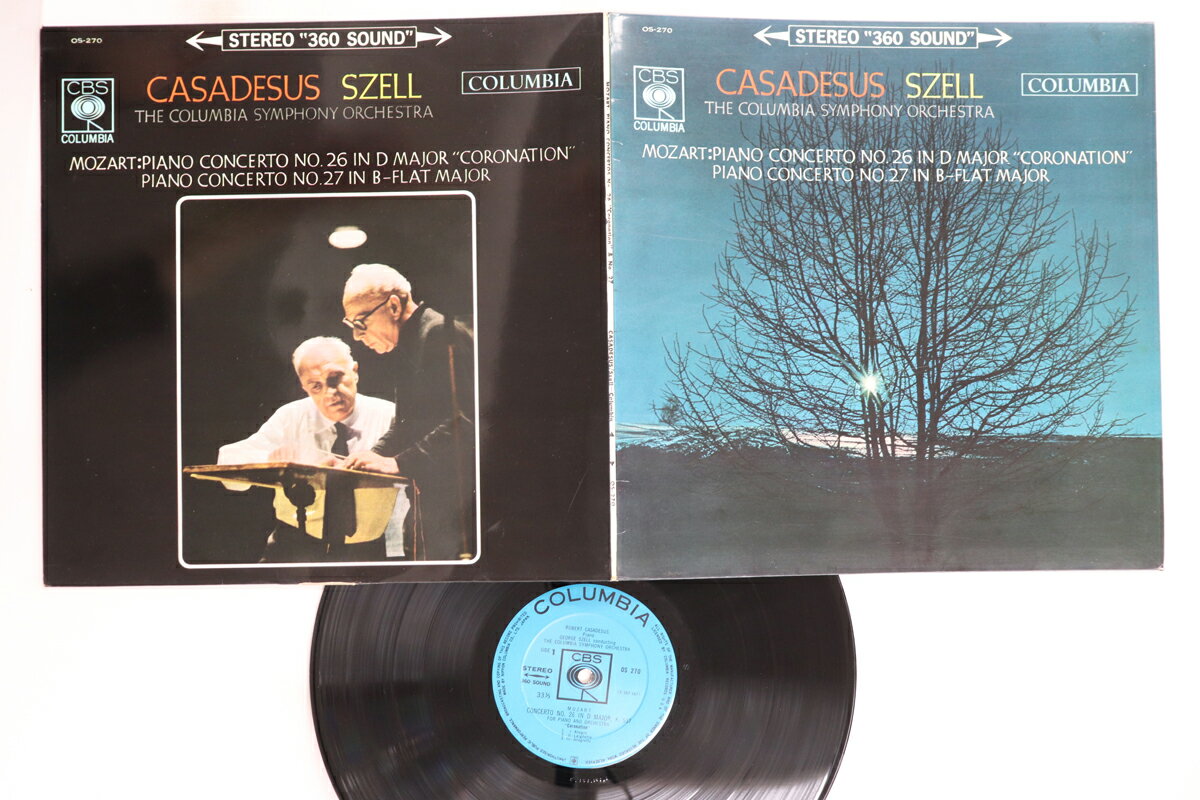 OS-270
STEREO "360 SOUND"
CBS
COLUMBIA
CASADESUS SZELL
COLUMBIA
THE COLUMBIA SYMPHONY ORCHESTRA
MOZART:PIANO CONCERTO NO.26 IN D MAJOR "CORONATION"
PIANO CONCERTO NO.27 IN B-FLAT MAJOR
OS-270
STEREO "360 SOUND"
CBS
COLUMBIA
CASADESUS SZELL
COLUMBIA
THE COLUMBIA SYMPHONY ORCHESTRA
MOZART:PIANO CONCERTO NO.26 IN D MAJOR "CORONATION"
PIANO CONCERTO NO.27 IN B-FLAT MAJOR
COLUMBIA
ROBERT CASADESUS
Piano
GEORGE SZELL conducting
THE COLUMBIA SYMPHONY ORCHESTRA
SIDE 1
CBS
OS 270
STEREO
360 SOUND
33⅓
MOZART
CONCERTO NO. 26 IN D MAJOR, K. 537
FOR PIANO AND ORCHESTRA
"Coronation"